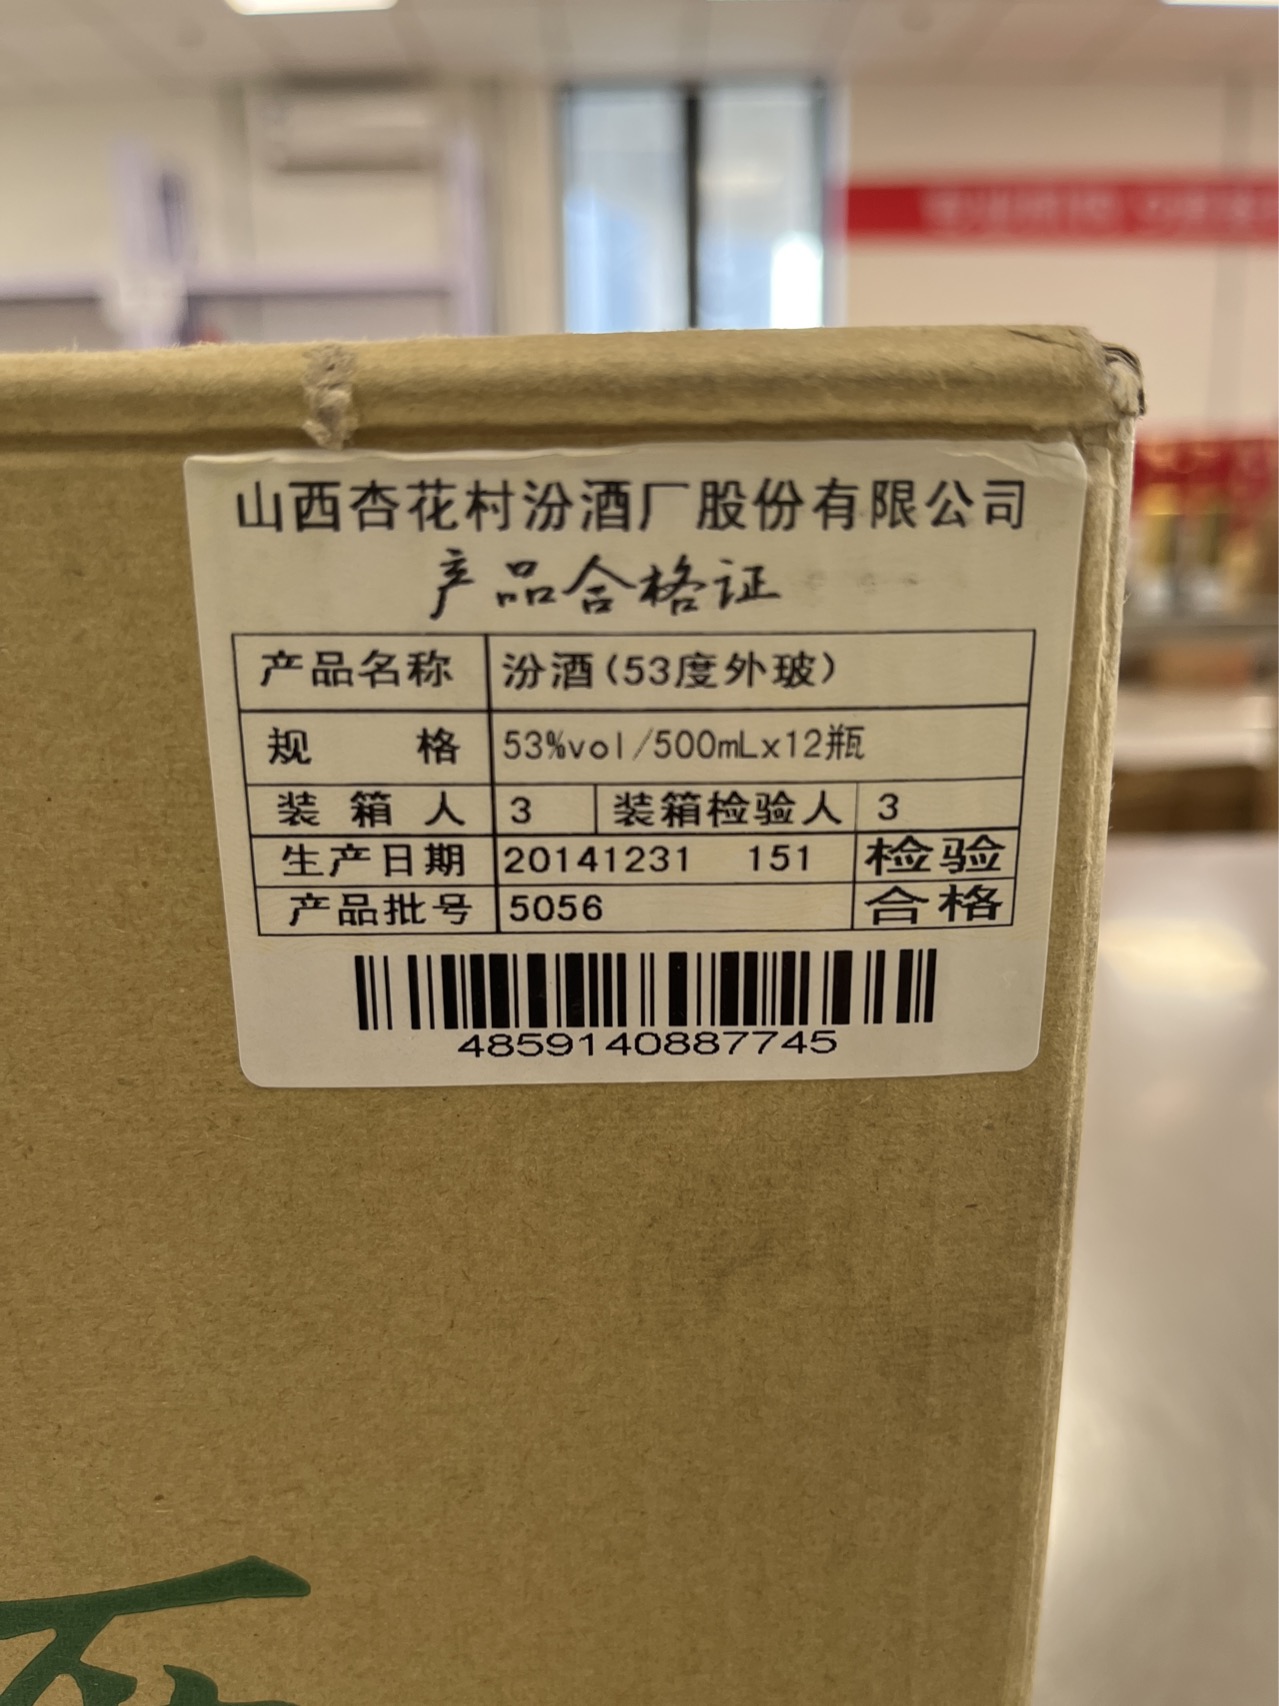 山西杏花村汾酒厂股份有限公司
产品合格证
产品名称 汾酒(53度外玻)
规 格 53%vol/500mLx12瓶
装箱人 3 装箱检验人 3
生产日期 20141231 151 检验
产品批号 5056 合格
4859140887745